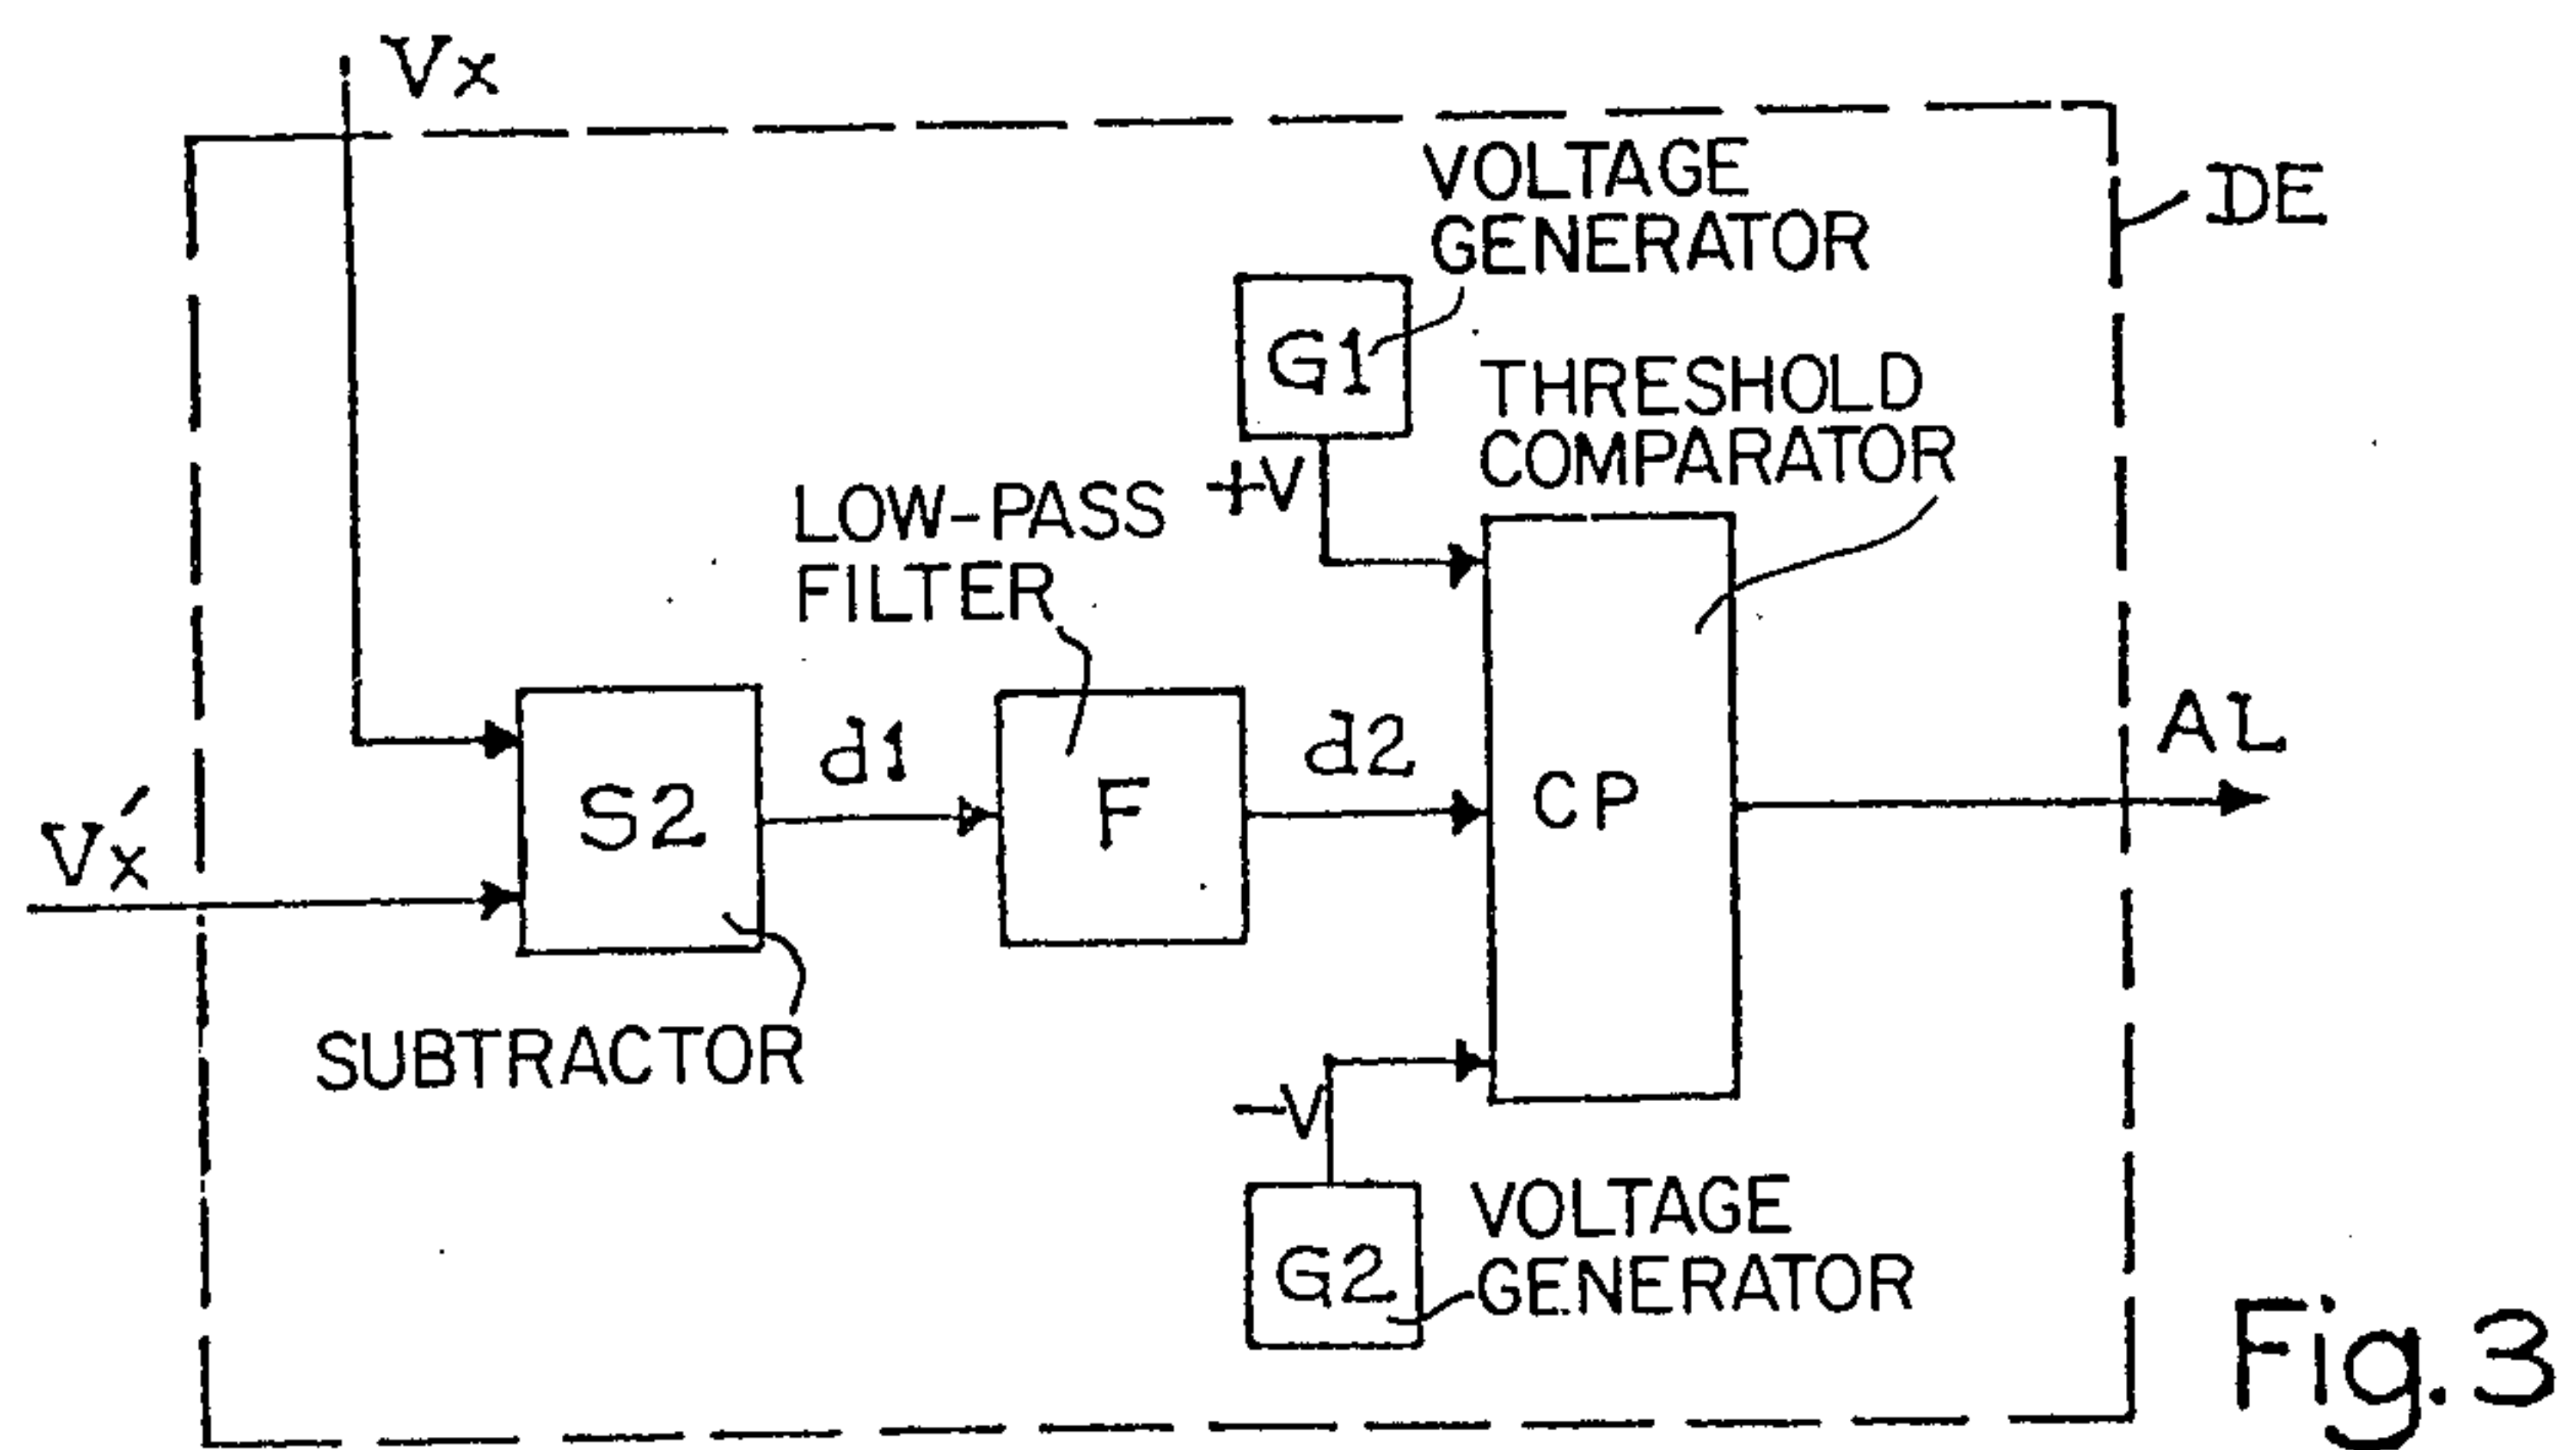 Vx
VOLTAGE
GENERATOR
DE
G1
THRESHOLD
COMPARATOR
+V
LOW-PASS
FILTER
d1
d2
AL
V'x
S2
F
CP
SUBTRACTOR
-V
VOLTAGE
GENERATOR
G2
Fig. 3